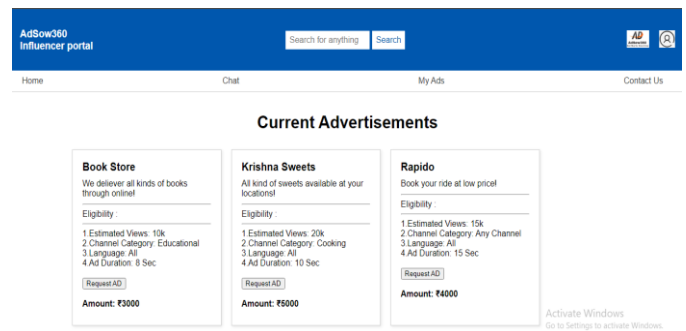 AdSow360
Influencer portal
Search for anything
Search
AD
Home
Chat
My Ads
Contact Us
Current Advertisements
Book Store
We deliever all kinds of books
through online!
Eligibility :
1.Estimated Views: 10k
2.Channel Category: Educational
3.Language: All
4.Ad Duration: 8 Sec
Request AD
Amount: ₹3000
Krishna Sweets
All kind of sweets available at your
locations!
Eligibility :
1.Estimated Views: 20k
2.Channel Category: Cooking
3.Language: All
4.Ad Duration: 10 Sec
Request AD
Amount: ₹5000
Rapido
Book your ride at low price!
Eligibility :
1.Estimated Views: 15k
2.Channel Category: Any Channel
3.Language: All
4.Ad Duration: 15 Sec
Request AD
Amount: ₹4000
Activate Windows
Go to Settings to activate Windows.